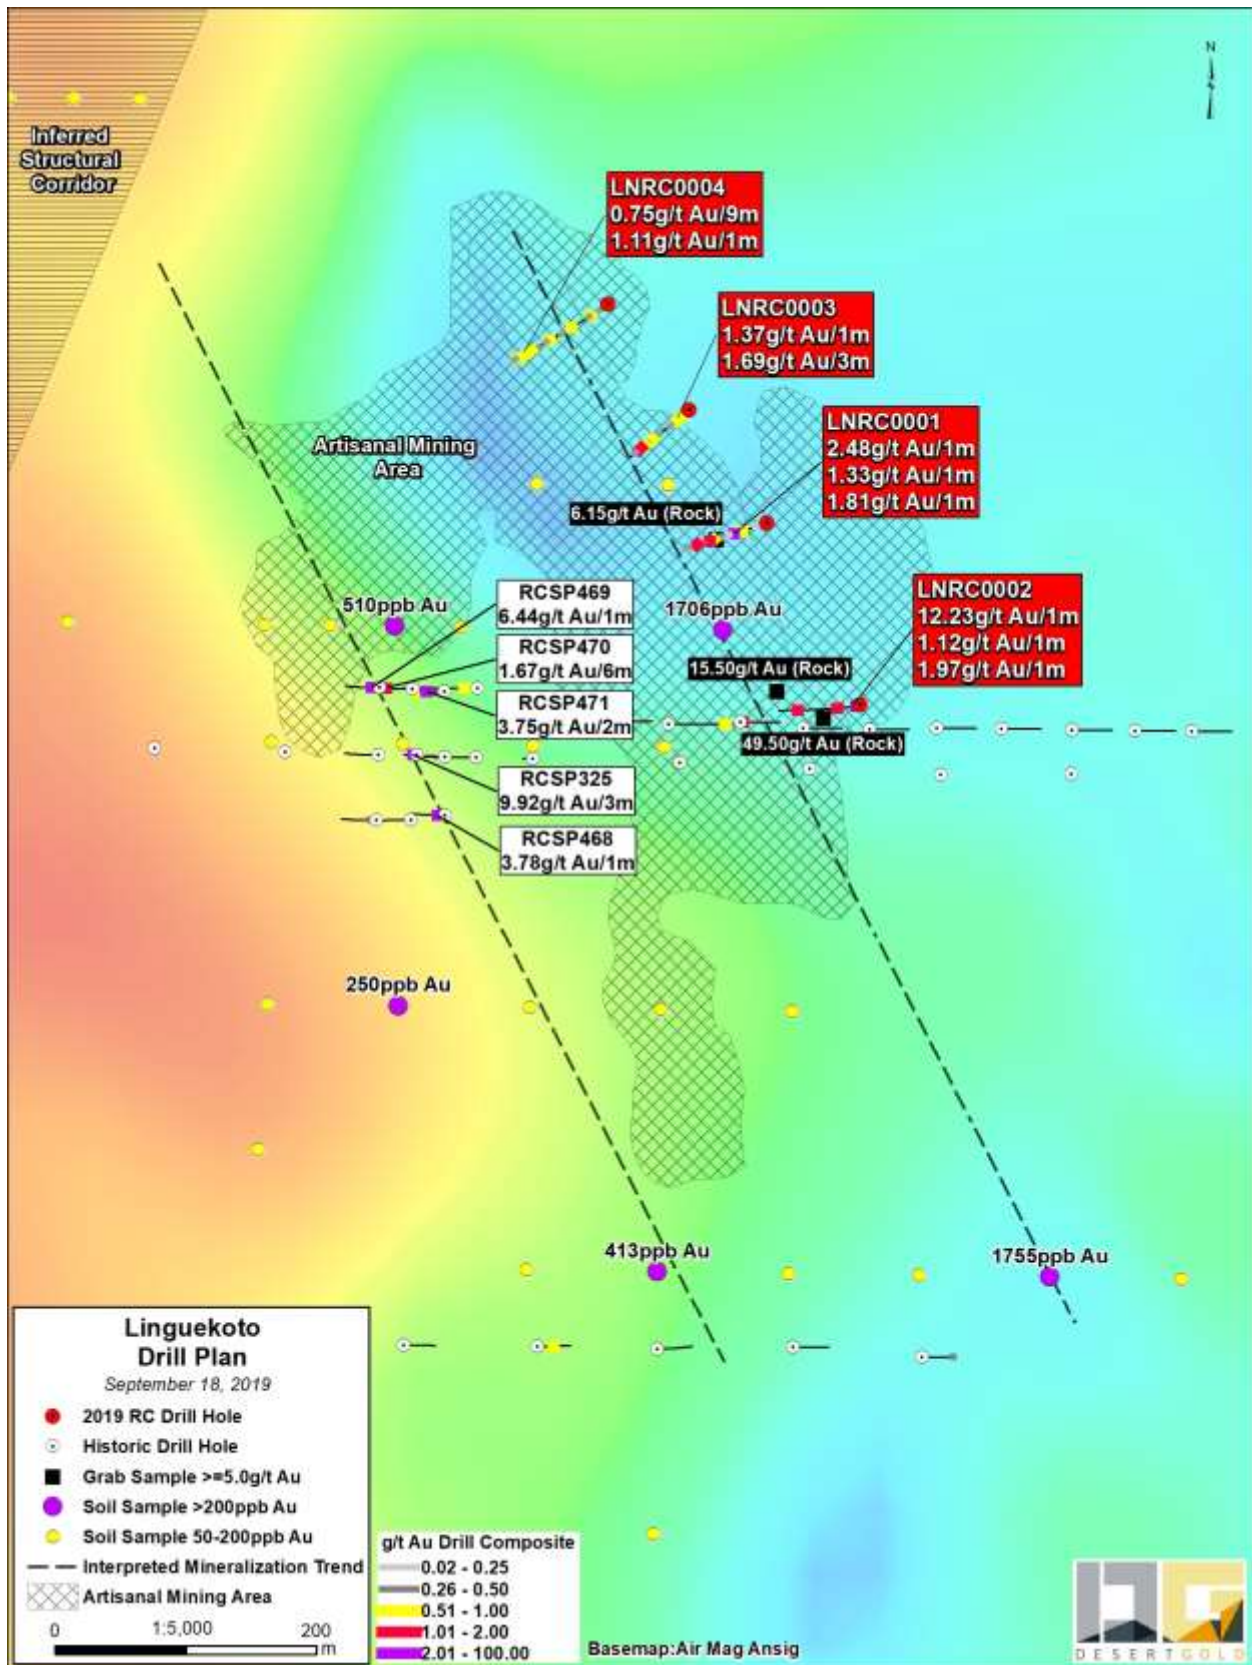 N
Inferred
Structural
Corridor
LNRC0004
0.75g/t Au/9m
1.11g/t Au/1m
LNRC0003
1.37g/t Au/1m
1.69g/t Au/3m
LNRC0001
2.48g/t Au/1m
1.33g/t Au/1m
1.81g/t Au/1m
Artisanal Mining
Area
6.15g/t Au (Rock)
LNRC0002
12.23g/t Au/1m
1.12g/t Au/1m
1.97g/t Au/1m
510ppb Au
1706ppb Au
RCSP469
6.44g/t Au/1m
RCSP470
1.67g/t Au/6m
RCSP471
3.75g/t Au/2m
15.50g/t Au (Rock)
49.50g/t Au (Rock)
RCSP325
9.92g/t Au/3m
RCSP468
3.78g/t Au/1m
250ppb Au
413ppb Au
1755ppb Au
Linguekoto
Drill Plan
September 18, 2019
2019 RC Drill Hole
Historic Drill Hole
Grab Sample >=5.0g/t Au
Soil Sample >200ppb Au
Soil Sample 50-200ppb Au
Interpreted Mineralization Trend
Artisanal Mining Area
0 1:5,000 200
m
g/t Au Drill Composite
0.02 - 0.25
0.26 - 0.50
0.51 - 1.00
1.01 - 2.00
2.01 - 100.00
Basemap:Air Mag Ansig
DESERTGOLD